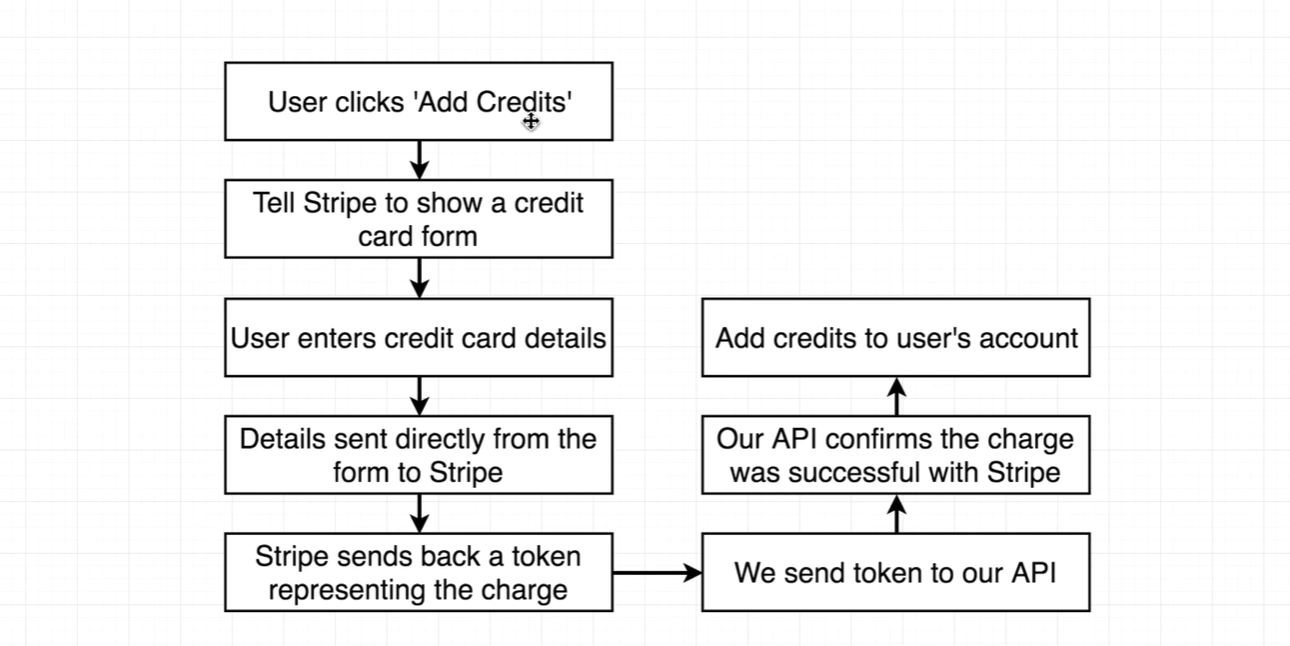 User clicks 'Add Credits'
Tell Stripe to show a credit
card form
User enters credit card details
Details sent directly from the
form to Stripe
Stripe sends back a token
representing the charge
We send token to our API
Our API confirms the charge
was successful with Stripe
Add credits to user's account